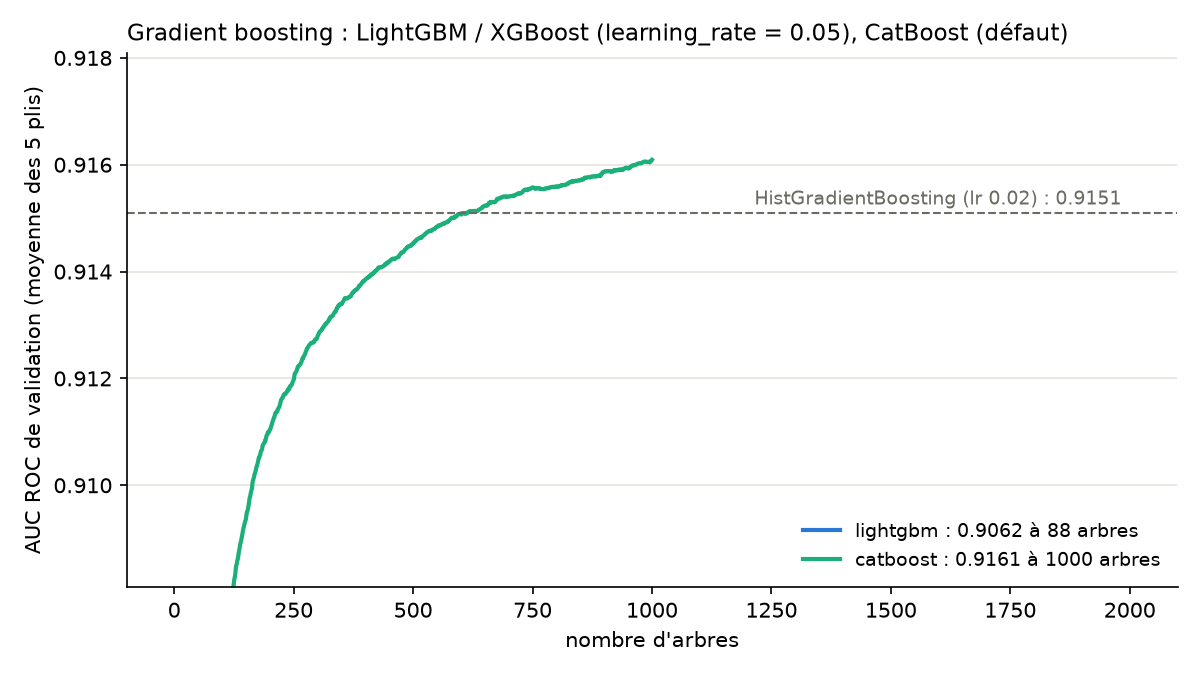 Gradient boosting : LightGBM / XGBoost (learning_rate = 0.05), CatBoost (défaut)
AUC ROC de validation (moyenne des 5 plis)
0.918
0.916
0.914
0.912
0.910
HistGradientBoosting (lr 0.02) : 0.9151
lightgbm : 0.9062 à 88 arbres
catboost : 0.9161 à 1000 arbres
0 250 500 750 1000 1250 1500 1750 2000
nombre d'arbres